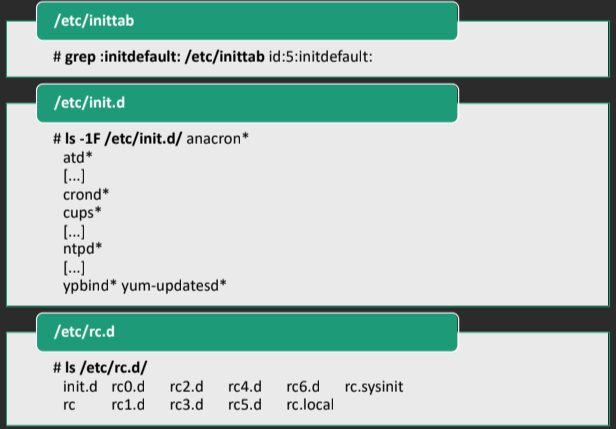 /etc/inittab
# grep :initdefault: /etc/inittab id:5:initdefault:
/etc/init.d
# ls -1F /etc/init.d/ anacron*
atd*
[...]
crond*
cups*
[...]
ntpd*
[...]
ypbind* yum-updatesd*
/etc/rc.d
# ls /etc/rc.d/
init.d rc0.d rc2.d rc4.d rc6.d rc.sysinit
rc rc1.d rc3.d rc5.d rc.local